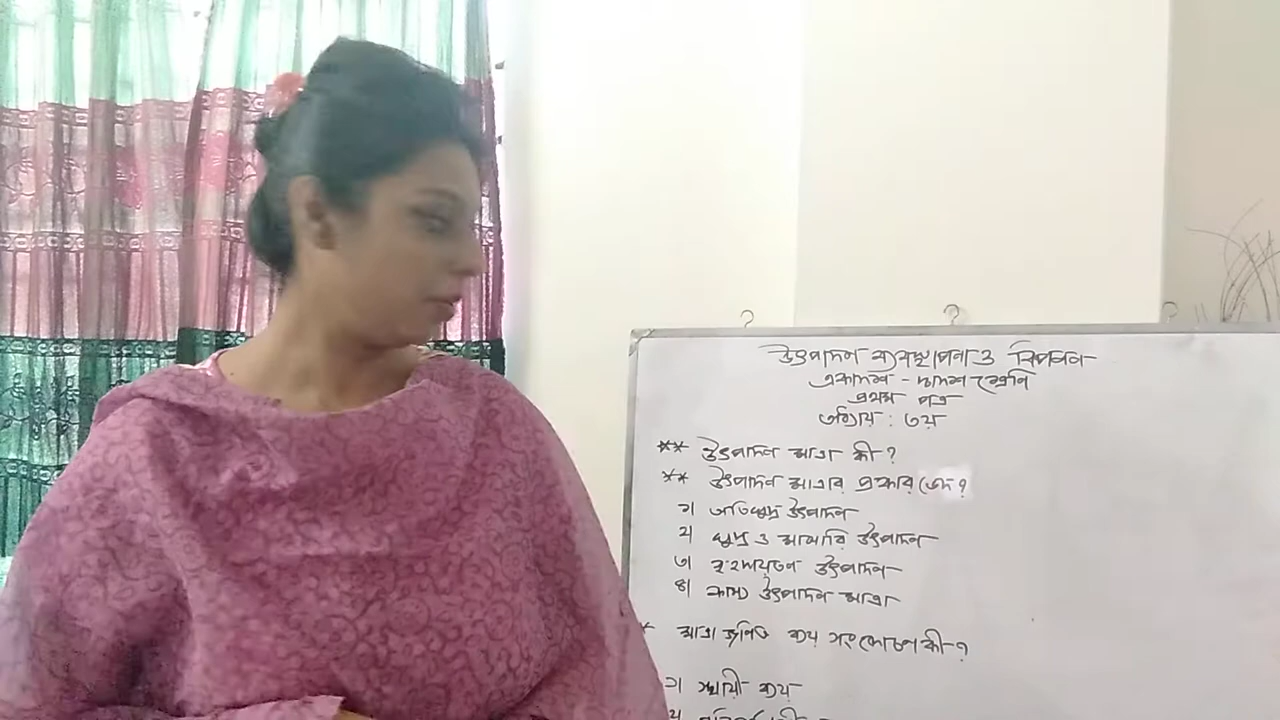 উৎপাদন ব্যবস্থাপনা ও বিপণন
একাদশ - দ্বাদশ শ্রেনি
প্রথম পত্র
অধ্যায় : ৩য়
** উৎপাদন মাত্রা কী ?
** উৎপাদন মাত্রার প্রকারভেদ ?
১। অতিক্ষুদ্র উৎপাদন
২। ক্ষুদ্র ও মাঝারি উৎপাদন
৩। বৃহদায়তন উৎপাদন
৪। কাম্য উৎপাদন মাত্রা
* মাত্রা জনিত ব্যয় সংকোচন কী ?
১। স্থায়ী ব্যয়